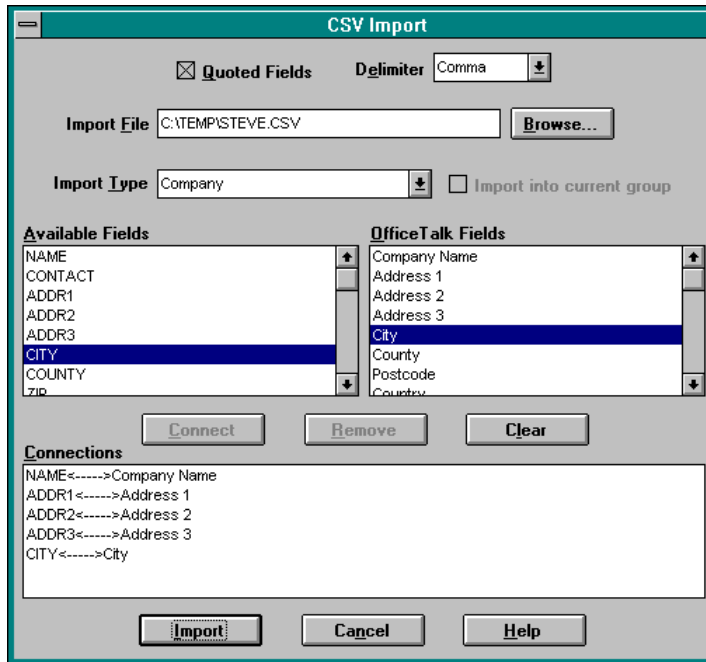 CSV Import
Quoted Fields Delimiter Comma
Import File C:\TEMP\STEVE.CSV Browse...
Import Type Company Import into current group
Available Fields OfficeTalk Fields
NAME Company Name
CONTACT Address 1
ADDR1 Address 2
ADDR2 Address 3
ADDR3 City
CITY County
COUNTY Postcode
ZIP Country
Connect Remove Clear
Connections
NAME<----->Company Name
ADDR1<----->Address 1
ADDR2<----->Address 2
ADDR3<----->Address 3
CITY<----->City
Import Cancel Help